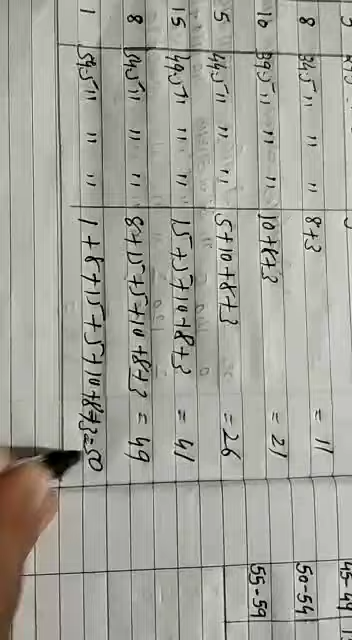 8 34.5 " " " 8+3 = 11
10 39.5 " " " 10+8+3 = 21
5 44.5 " " " 5+10+8+3 = 26
15 49.5 " " " 15+5+10+8+3 = 41
8 54.5 " " " 8+15+5+10+8+3 = 49
1 59.5 " " " 1+8+15+5+10+8+3=50
45-49
50-54
55-59